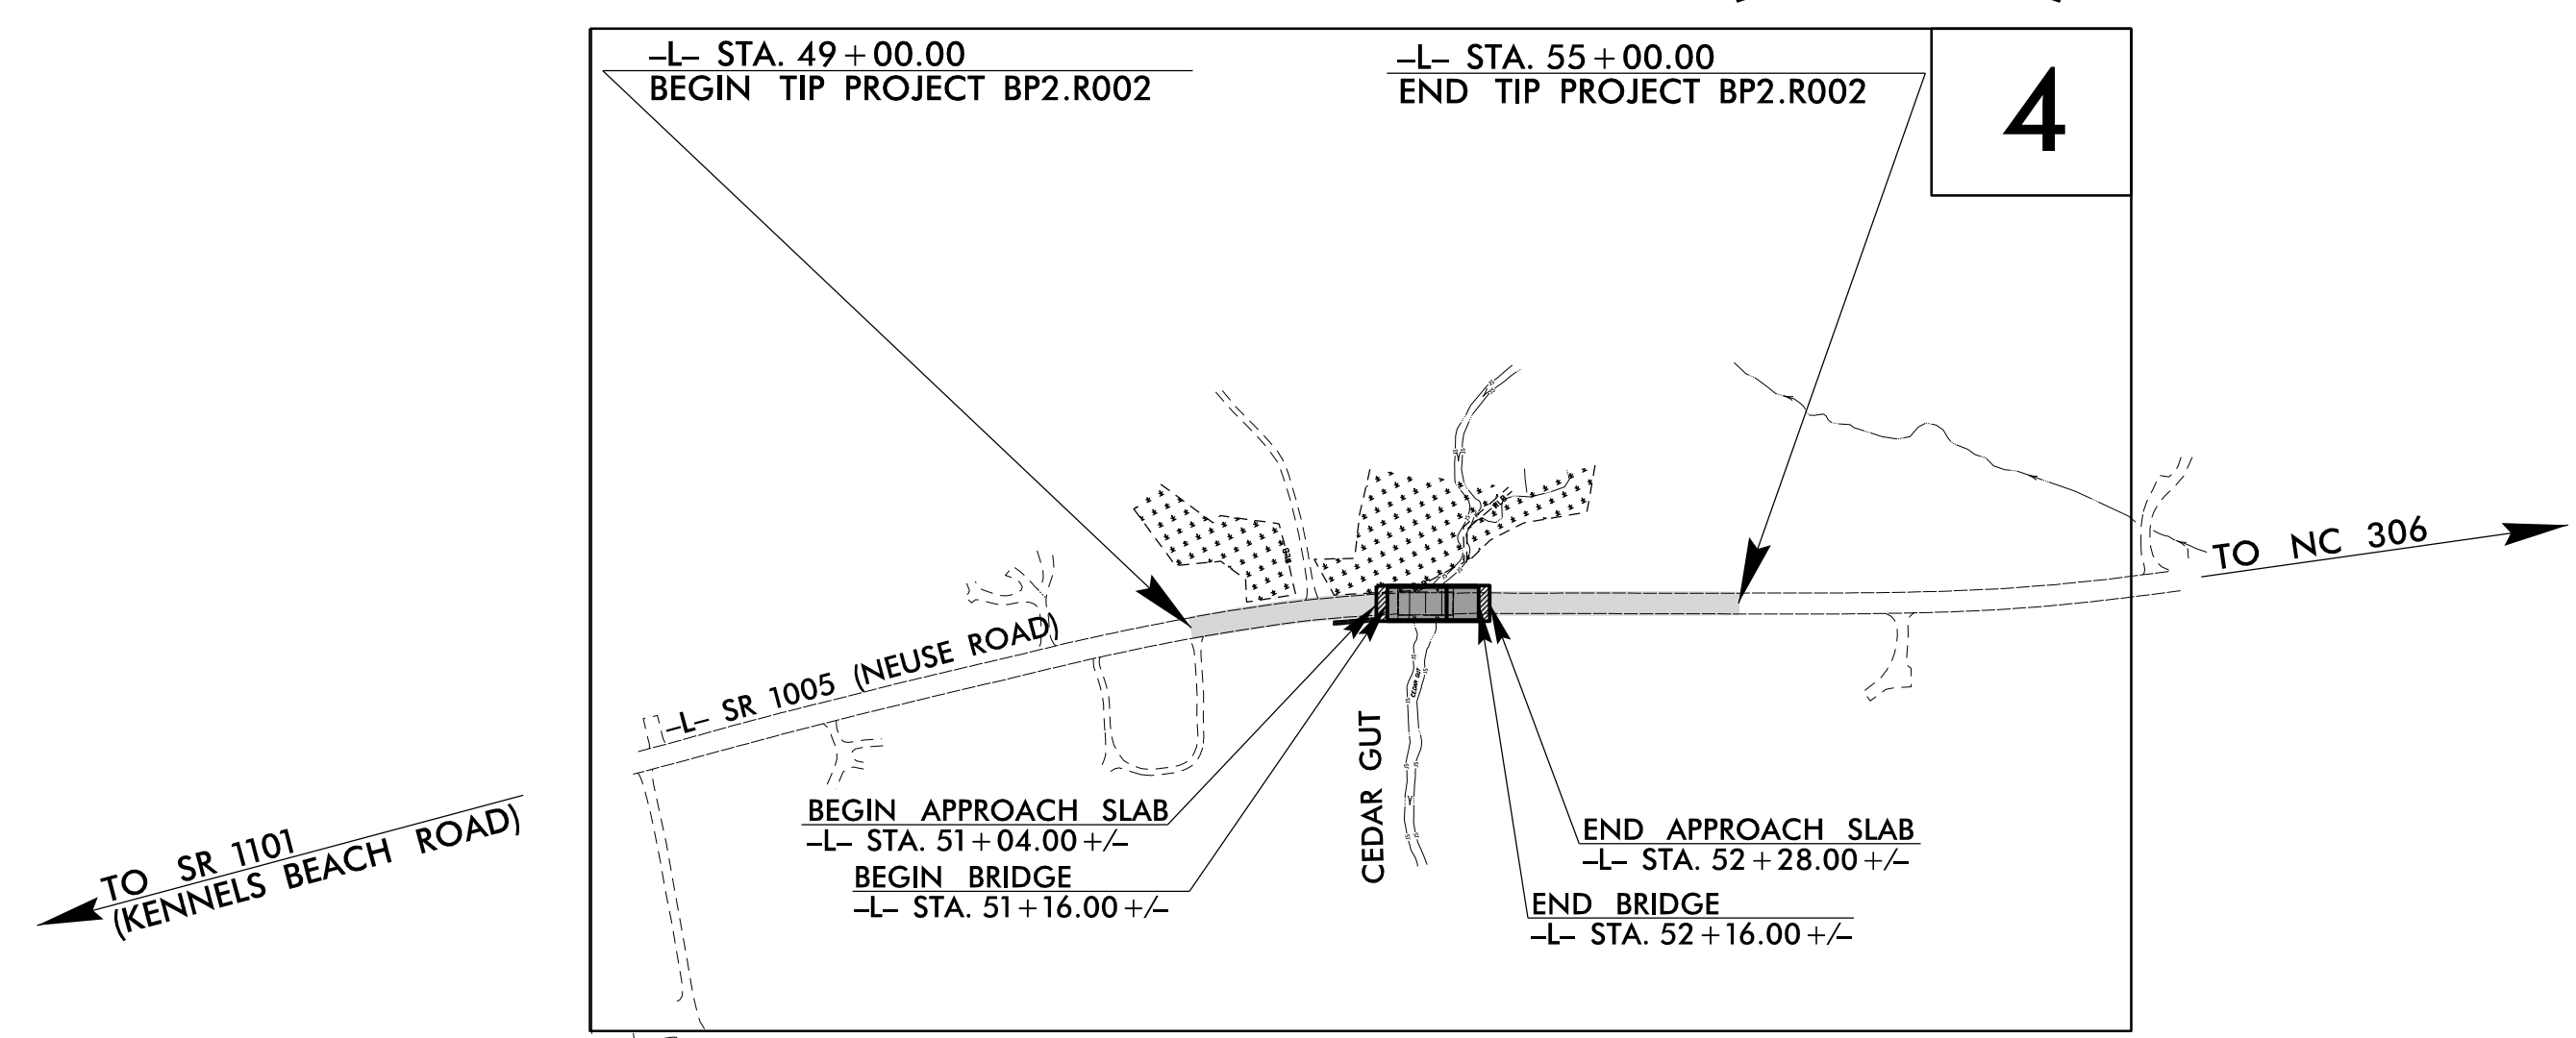 –L– STA. 49+00.00
BEGIN TIP PROJECT BP2.R002
–L– STA. 55+00.00
END TIP PROJECT BP2.R002
4
TO NC 306
–L– SR 1005 (NEUSE ROAD)
TO SR 1101
(KENNELS BEACH ROAD)
BEGIN APPROACH SLAB
–L– STA. 51+04.00 +/–
BEGIN BRIDGE
–L– STA. 51+16.00 +/–
CEDAR GUT
CEDAR GUT
END APPROACH SLAB
–L– STA. 52+28.00 +/–
END BRIDGE
–L– STA. 52+16.00 +/–